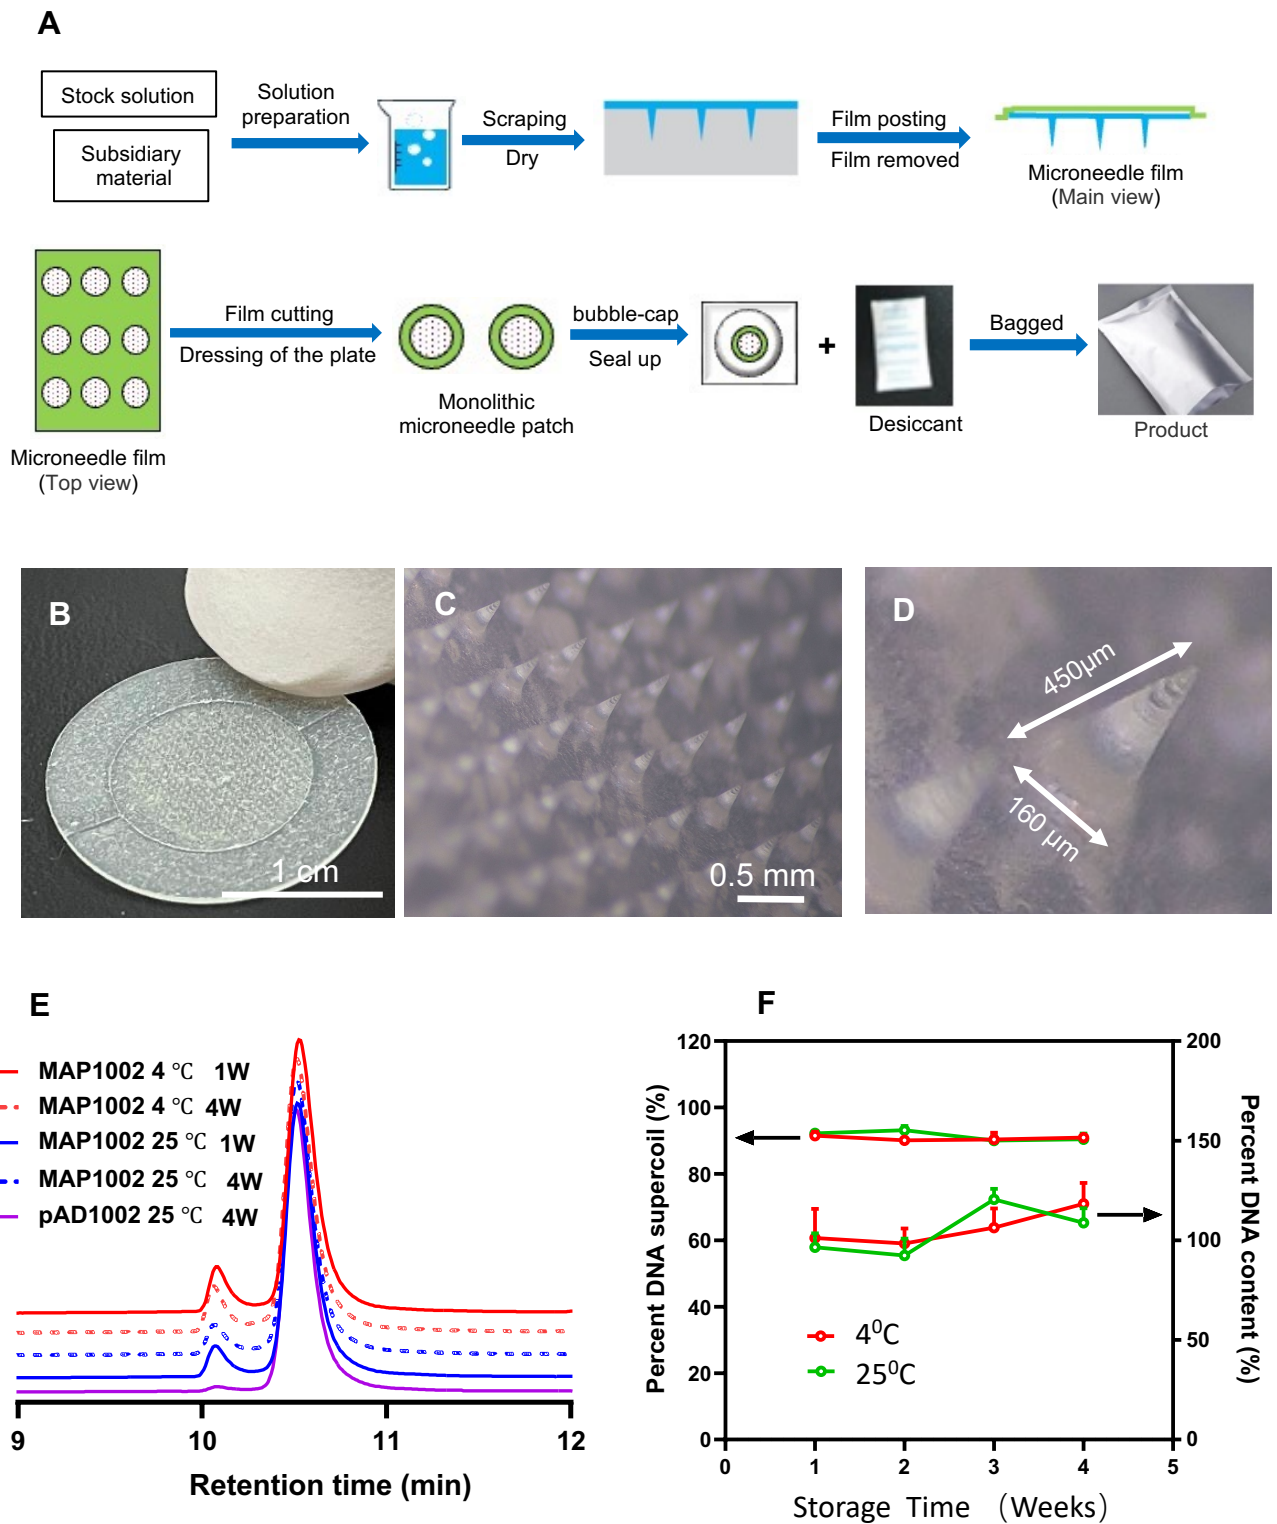 A
Stock solution
Subsidiary
material
Solution
preparation
Scraping
Dry
Film posting
Film removed
Microneedle film
(Main view)
Microneedle film
(Top view)
Film cutting
Dressing of the plate
Monolithic
microneedle patch
bubble-cap
Seal up
+
Desiccant
Bagged
Product
B
1 cm
C
0.5 mm
D
450μm
160 μm
E
MAP1002 4 ℃ 1W
MAP1002 4 ℃ 4W
MAP1002 25 ℃ 1W
MAP1002 25 ℃ 4W
pAD1002 25 ℃ 4W
9 10 11 12
Retention time (min)
F
Percent DNA supercoil (%)
120
100
80
60
40
20
0
200
150
100
50
0
Percent DNA content (%)
4⁰C
25⁰C
0 1 2 3 4 5
Storage Time （Weeks）